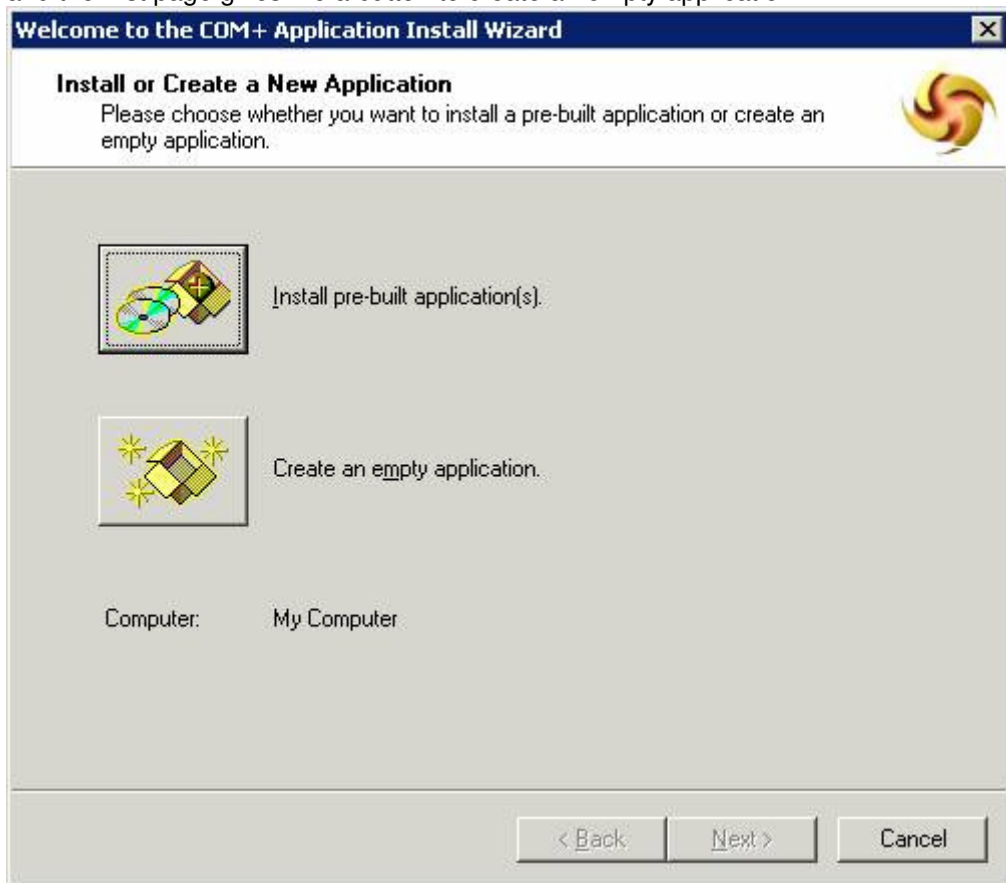 Welcome to the COM+ Application Install Wizard
Install or Create a New Application
Please choose whether you want to install a pre-built application or create an
empty application.
Install pre-built application(s).
Create an empty application.
Computer: My Computer
< Back Next > Cancel